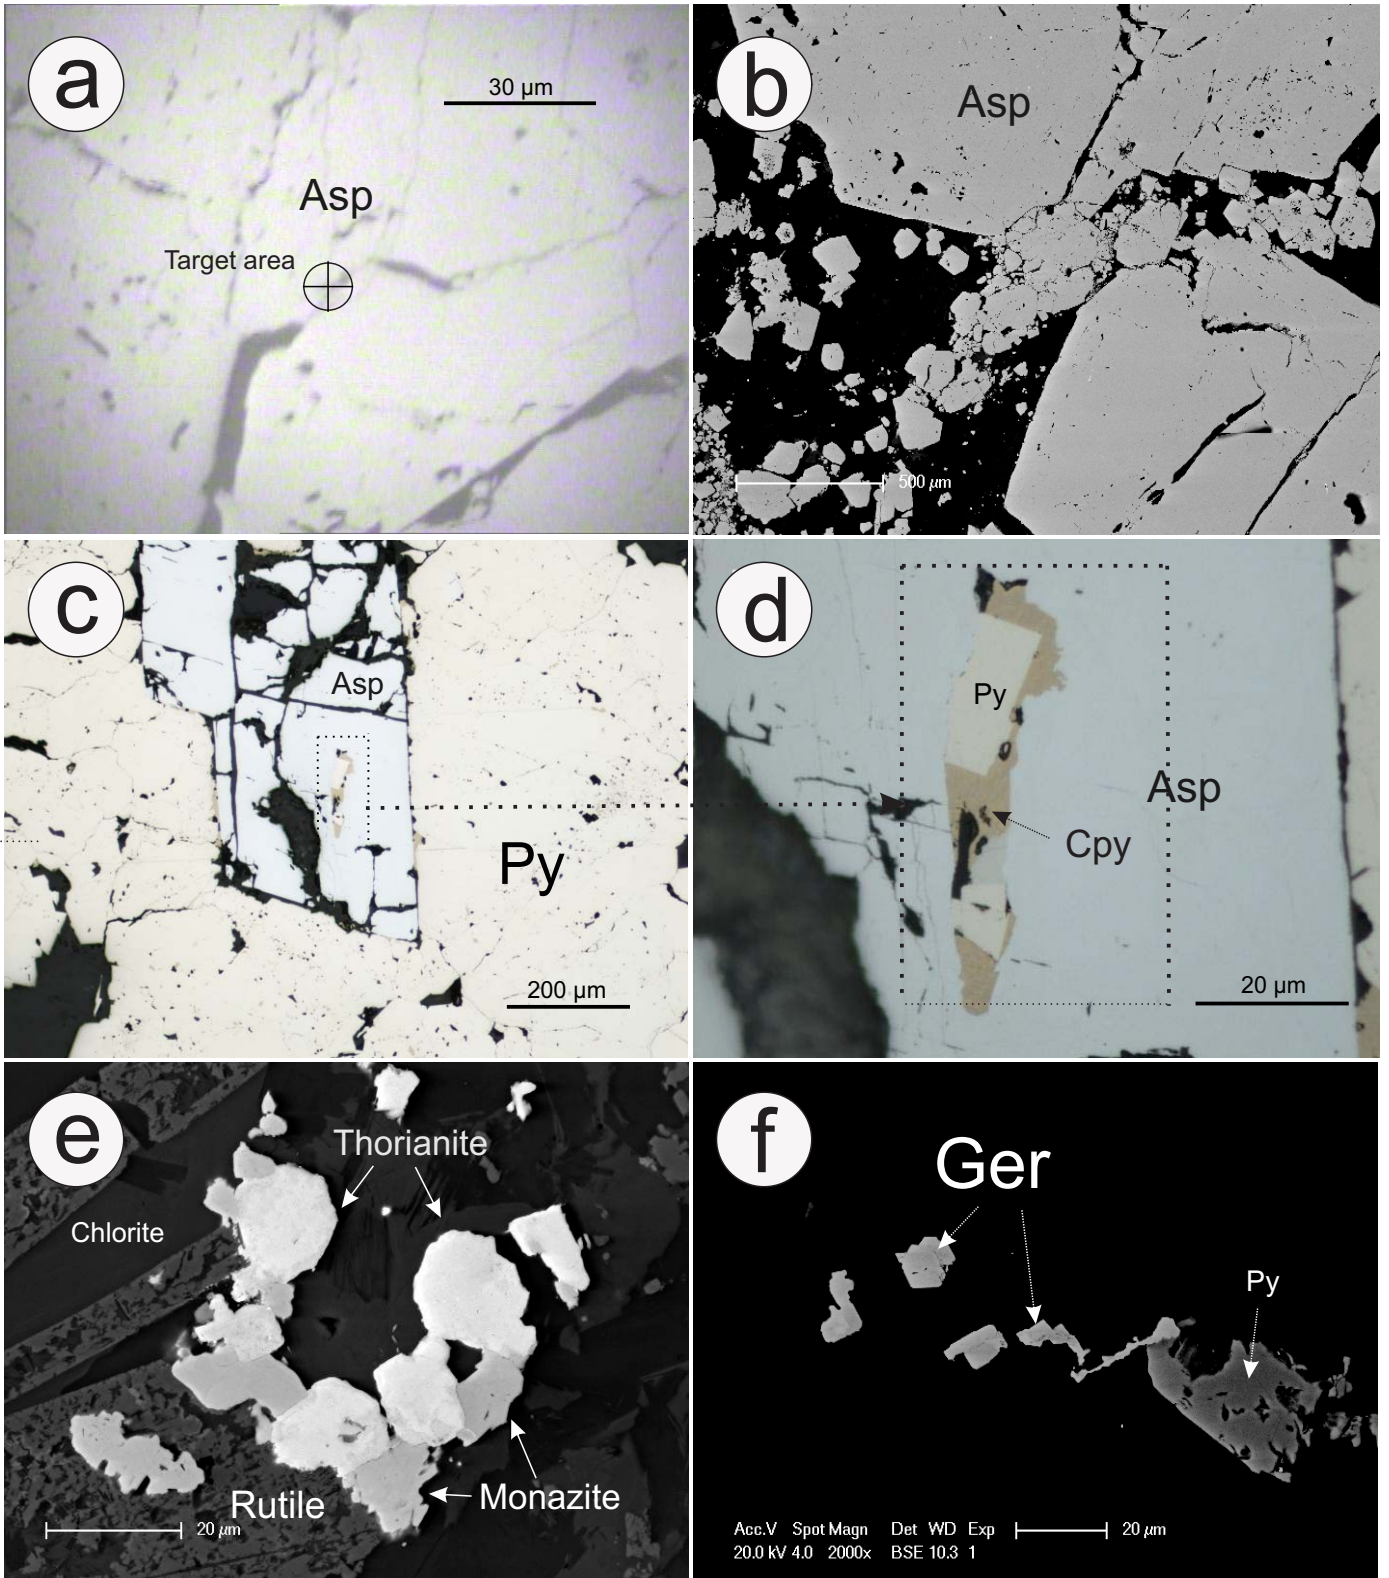 a
30 µm
Asp
Target area
b
Asp
500 µm
c
Asp
Py
200 µm
d
Py
Asp
Cpy
20 µm
e
Thorianite
Chlorite
Rutile
Monazite
20 µm
f
Ger
Py
Acc.V Spot Magn Det WD Exp
20.0 kV 4.0 2000x BSE 10.3 1
20 µm